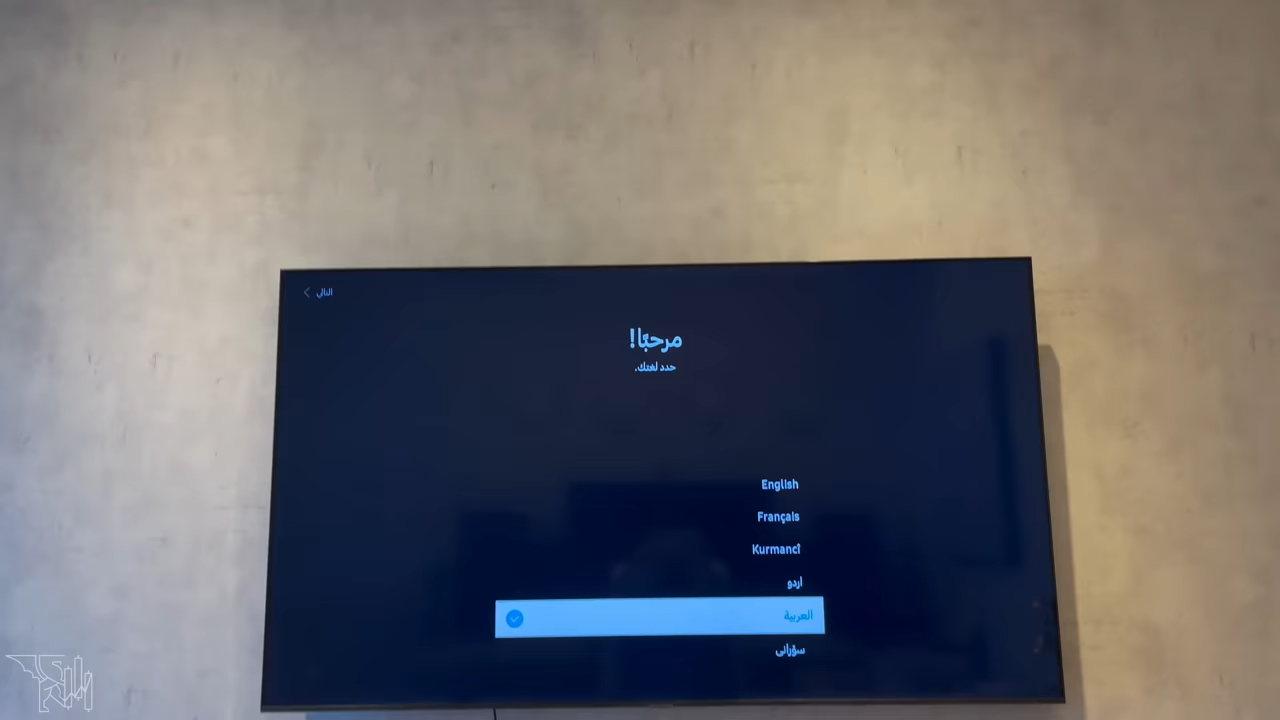 التالي
مرحبًا!
حدد لغتك.
English
Français
Kurmancî
اردو
العربية
سۆرانی